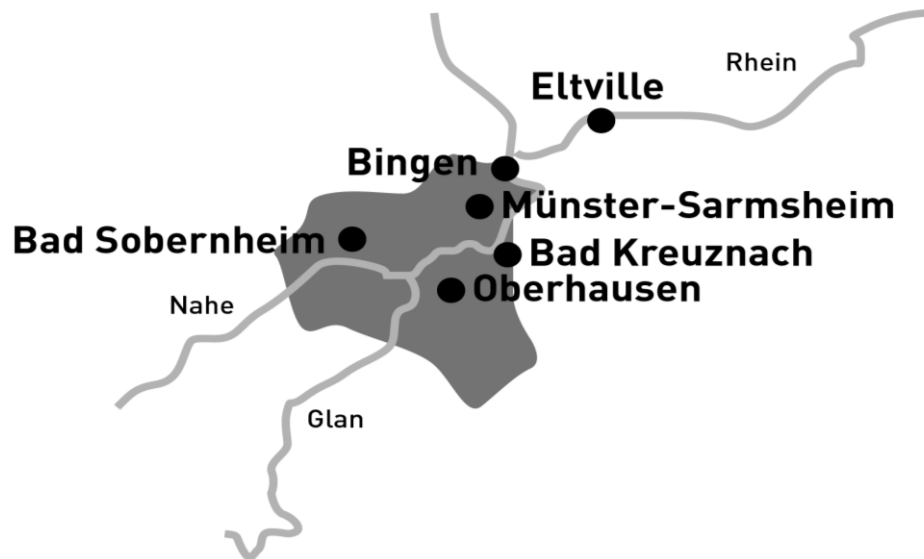 Rhein
Eltville
Bingen
Münster-Sarmsheim
Bad Sobernheim
Bad Kreuznach
Oberhausen
Nahe
Glan